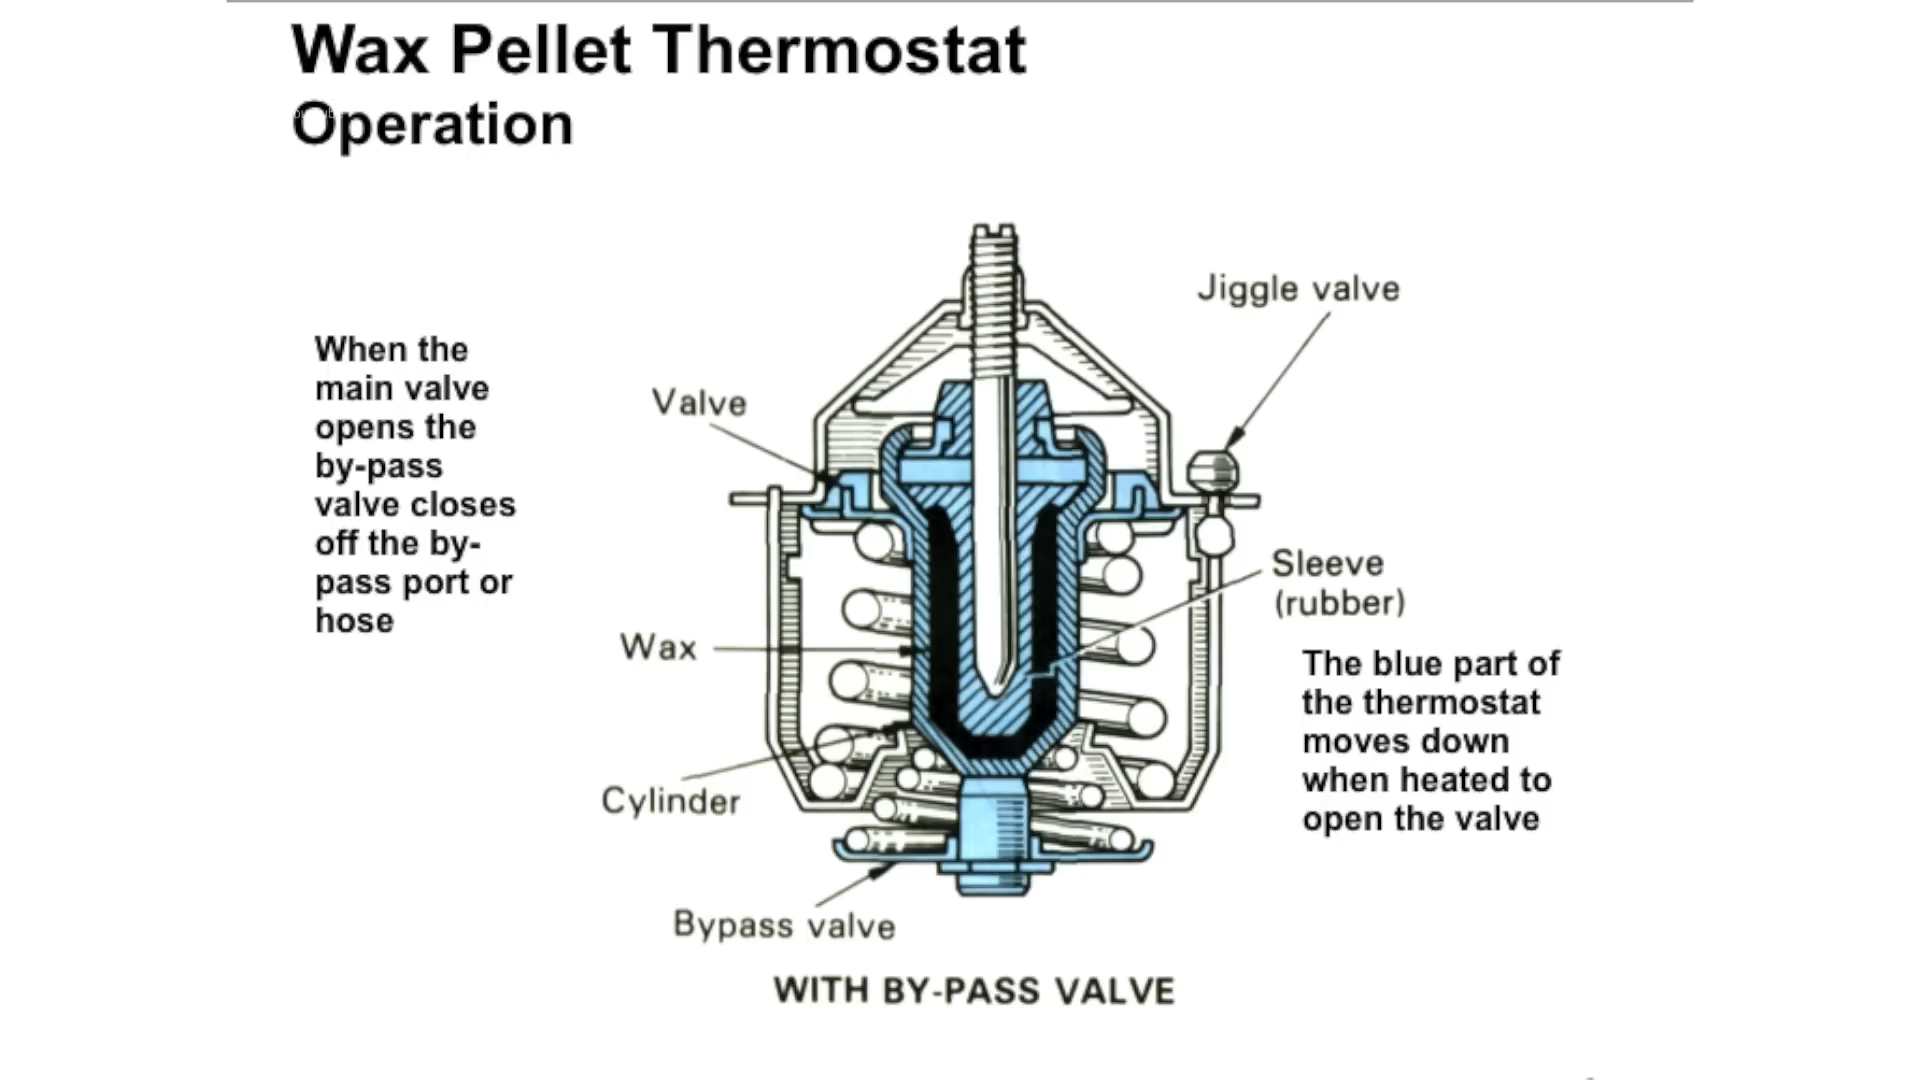 Wax Pellet Thermostat
Operation
Jiggle valve
When the
main valve
opens the
by-pass
valve closes
off the by-
pass port or
hose
Valve
Sleeve
(rubber)
Wax
The blue part of
the thermostat
moves down
when heated to
open the valve
Cylinder
Bypass valve
WITH BY-PASS VALVE